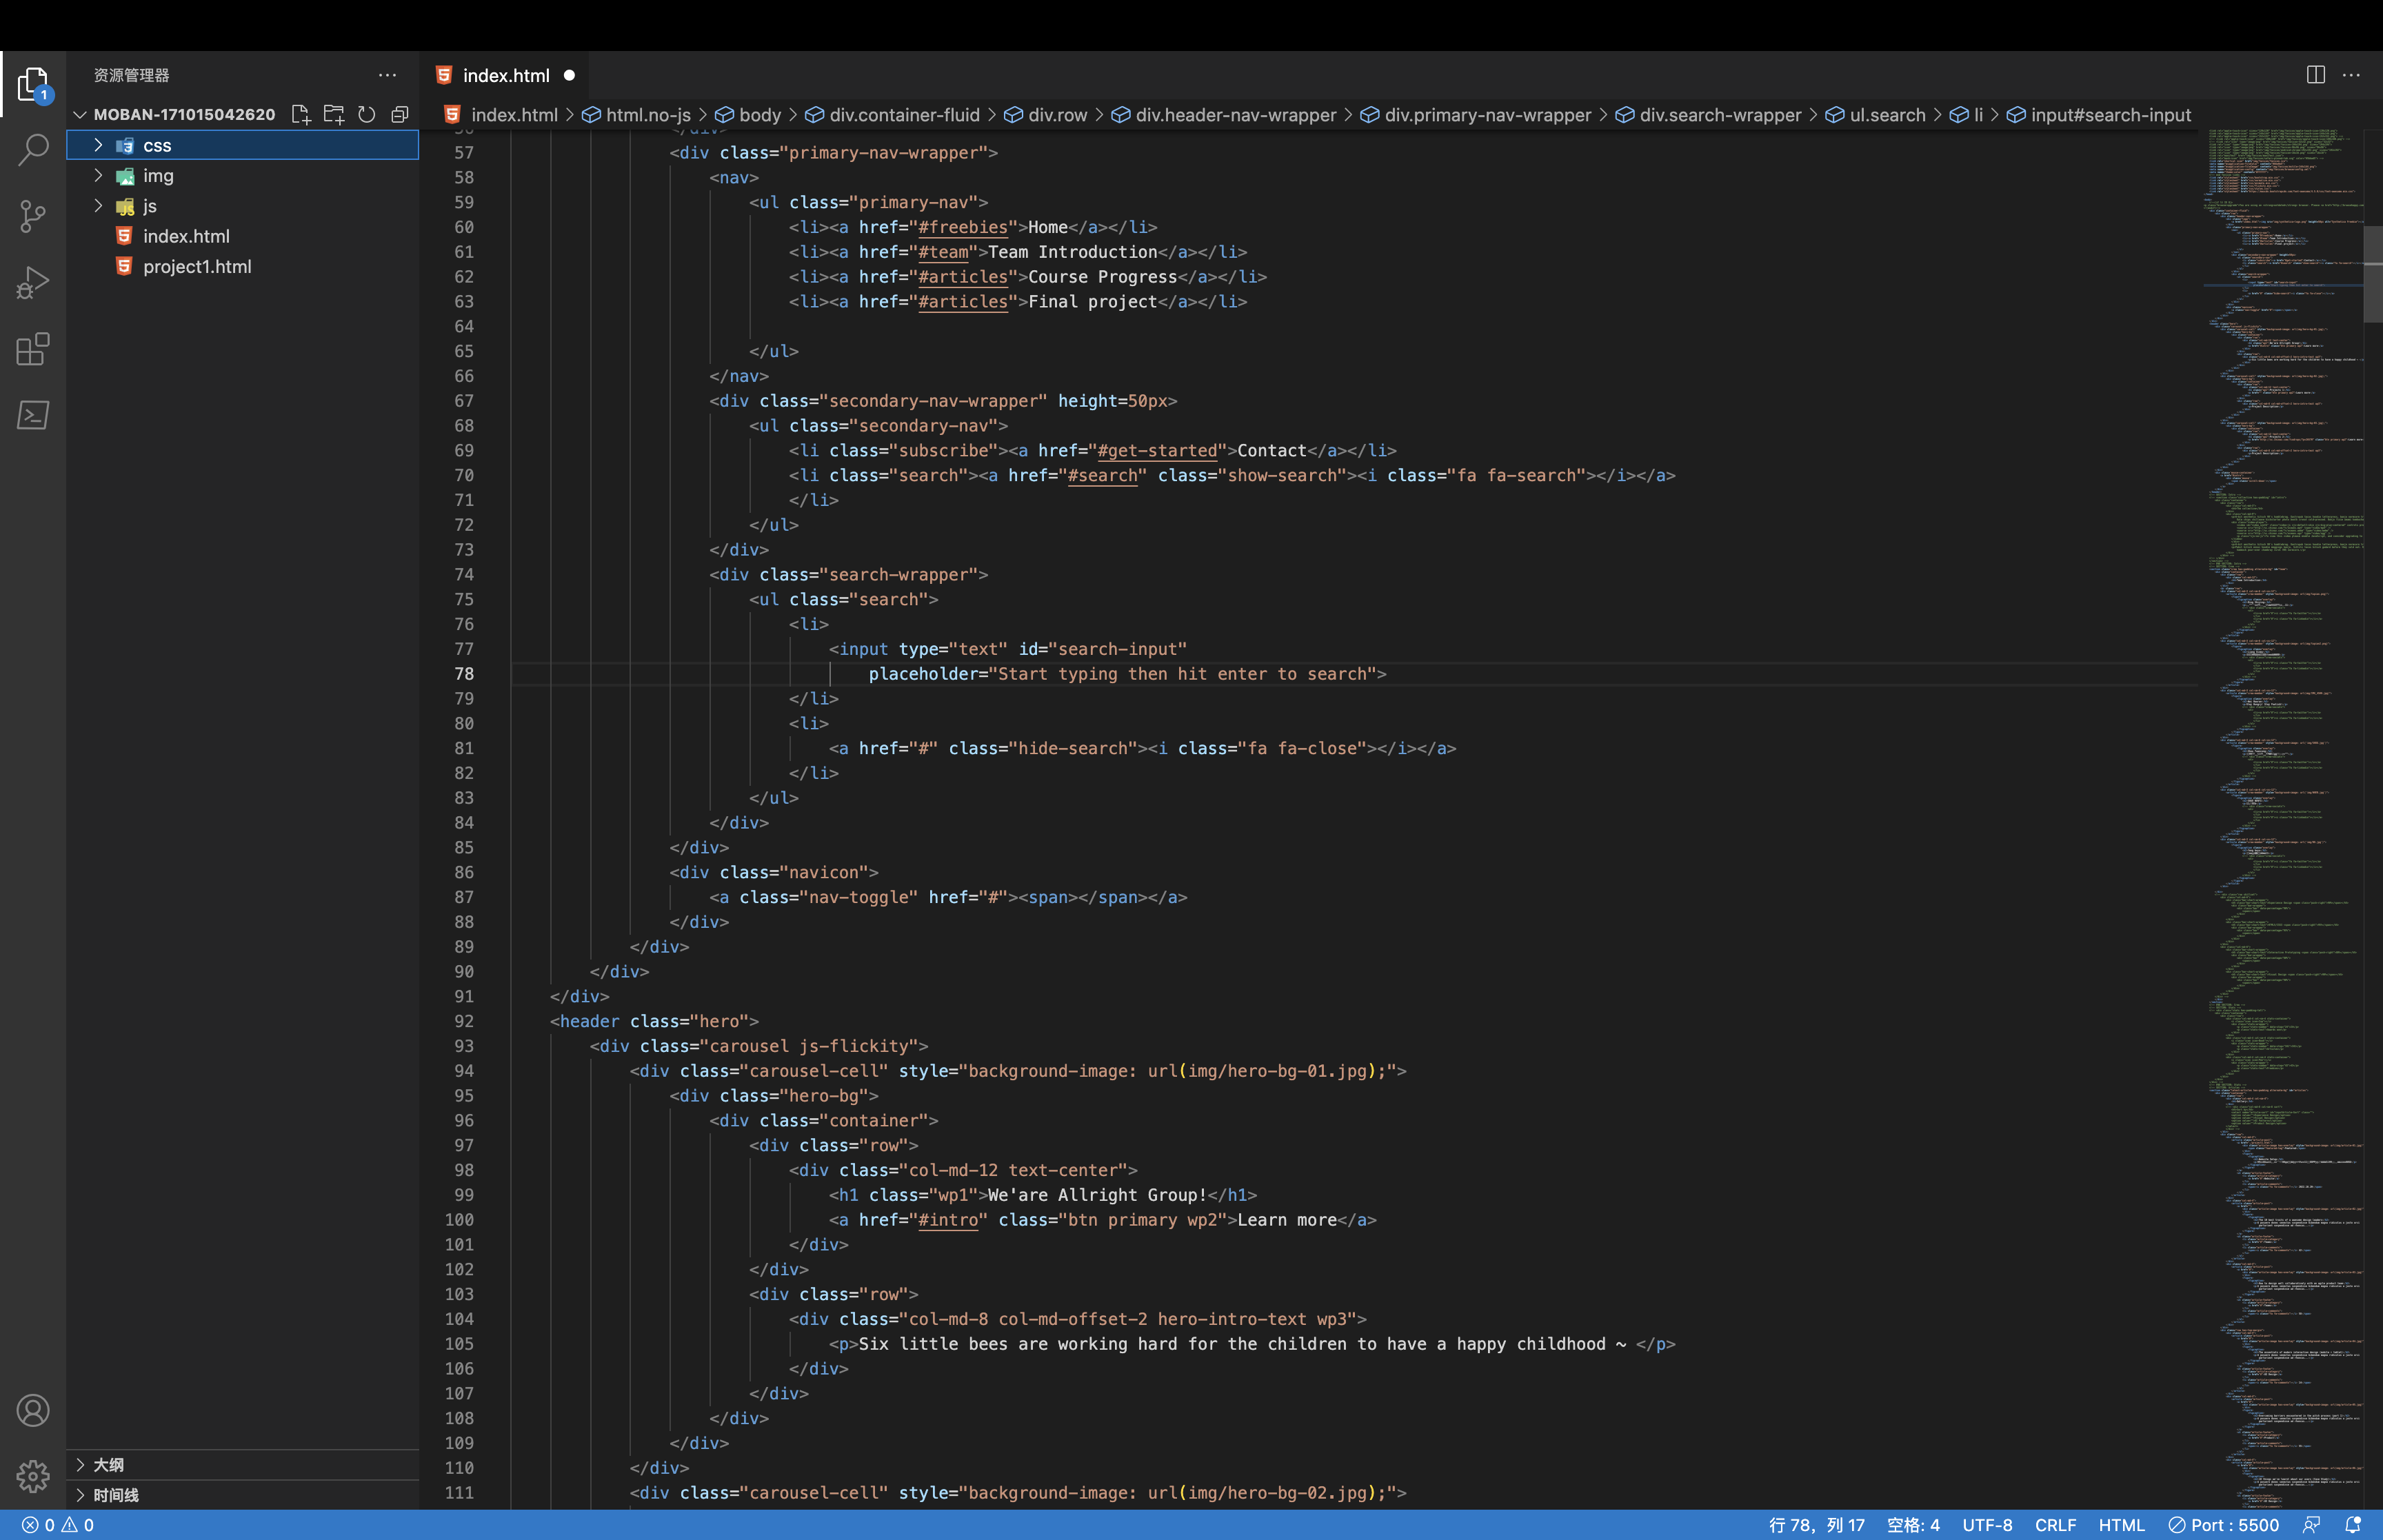 资源管理器
index.html
MOBAN-171015042620
index.html > html.no-js > body > div.container-fluid > div.row > div.header-nav-wrapper > div.primary-nav-wrapper > div.search-wrapper > ul.search > li > input#search-input
css
img
js
index.html
project1.html
大纲
时间线
57 <div class="primary-nav-wrapper">
58 <nav>
59 <ul class="primary-nav">
60 <li><a href="#freebies">Home</a></li>
61 <li><a href="#team">Team Introduction</a></li>
62 <li><a href="#articles">Course Progress</a></li>
63 <li><a href="#articles">Final project</a></li>
64
65 </ul>
66 </nav>
67 <div class="secondary-nav-wrapper" height=50px>
68 <ul class="secondary-nav">
69 <li class="subscribe"><a href="#get-started">Contact</a></li>
70 <li class="search"><a href="#search" class="show-search"><i class="fa fa-search"></i></a>
71 </li>
72 </ul>
73 </div>
74 <div class="search-wrapper">
75 <ul class="search">
76 <li>
77 <input type="text" id="search-input"
78 placeholder="Start typing then hit enter to search">
79 </li>
80 <li>
81 <a href="#" class="hide-search"><i class="fa fa-close"></i></a>
82 </li>
83 </ul>
84 </div>
85 </div>
86 <div class="navicon">
87 <a class="nav-toggle" href="#"><span></span></a>
88 </div>
89 </div>
90 </div>
91 </div>
92 <header class="hero">
93 <div class="carousel js-flickity">
94 <div class="carousel-cell" style="background-image: url(img/hero-bg-01.jpg);">
95 <div class="hero-bg">
96 <div class="container">
97 <div class="row">
98 <div class="col-md-12 text-center">
99 <h1 class="wp1">We'are Allright Group!</h1>
100 <a href="#intro" class="btn primary wp2">Learn more</a>
101 </div>
102 </div>
103 <div class="row">
104 <div class="col-md-8 col-md-offset-2 hero-intro-text wp3">
105 <p>Six little bees are working hard for the children to have a happy childhood ~ </p>
106 </div>
107 </div>
108 </div>
109 </div>
110 </div>
111 <div class="carousel-cell" style="background-image: url(img/hero-bg-02.jpg);">
0 0 行 78，列 17 空格: 4 UTF-8 CRLF HTML Port : 5500